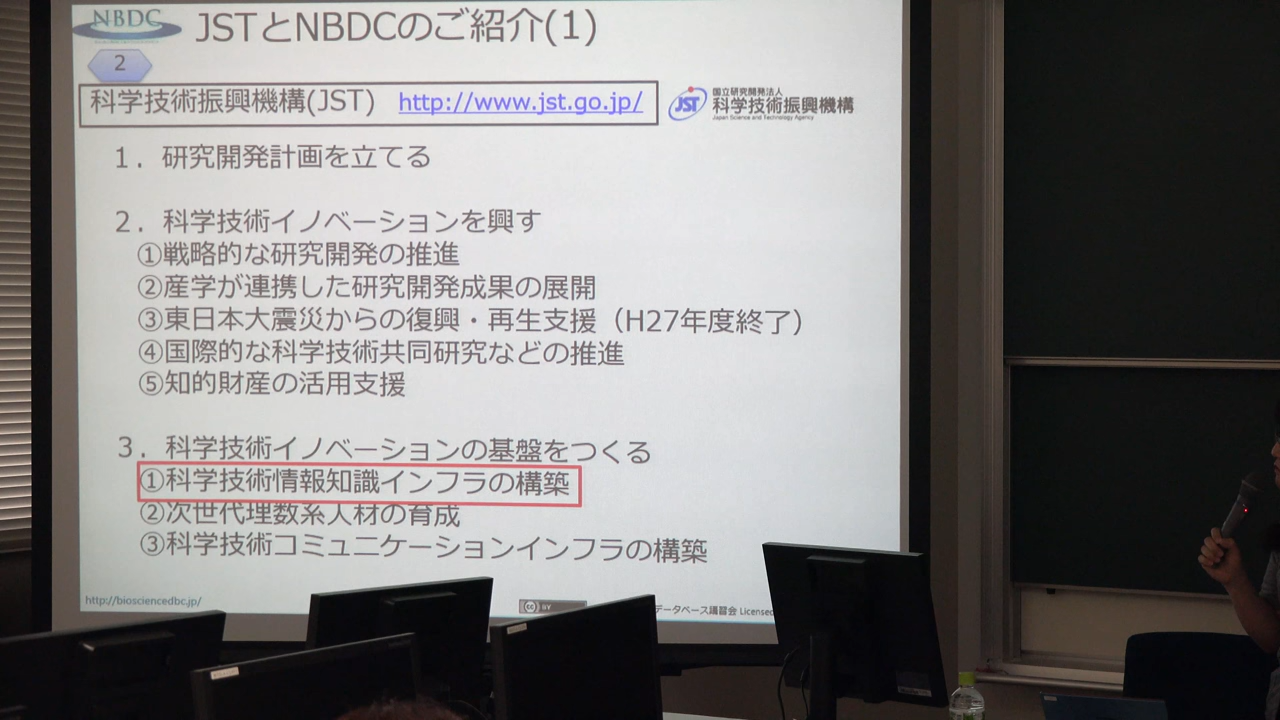 NBDC
JSTとNBDCのご紹介(1)
2
科学技術振興機構(JST) http://www.jst.go.jp/
JST
国立研究開発法人
科学技術振興機構
Japan Science and Technology Agency
1. 研究開発計画を立てる
2. 科学技術イノベーションを興す
①戦略的な研究開発の推進
②産学が連携した研究開発成果の展開
③東日本大震災からの復興・再生支援（H27年度終了）
④国際的な科学技術共同研究などの推進
⑤知的財産の活用支援
3. 科学技術イノベーションの基盤をつくる
①科学技術情報知識インフラの構築
②次世代理数系人材の育成
③科学技術コミュニケーションインフラの構築
http://biosciencedbc.jp/
cc BY
データベース講習会 Licensed